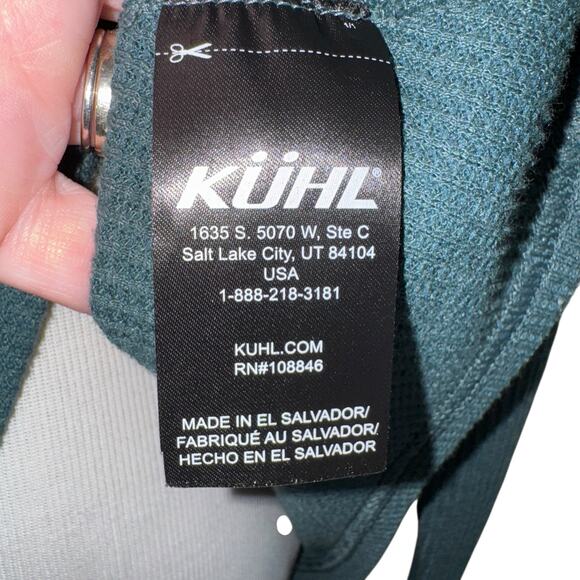 KÜHL
1635 S. 5070 W, Ste C
Salt Lake City, UT 84104
USA
1-888-218-3181
KUHL.COM
RN#108846
MADE IN EL SALVADOR/
FABRIQUÉ AU SALVADOR/
HECHO EN EL SALVADOR